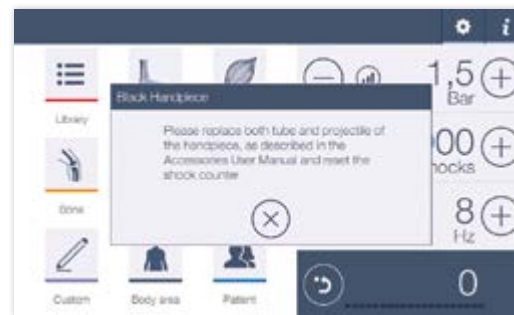 i
1,5
Bar
Black Handpiece
Library
Please replace both tube and projectile of
the handpiece, as described in the
Accessories User Manual and reset the
shock counter
00
hocks
Bone
8
Hz
Custom
Body area
Patient
0